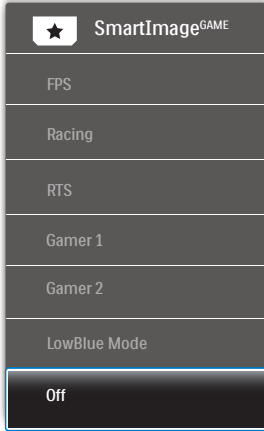 SmartImageGAME
FPS
Racing
RTS
Gamer 1
Gamer 2
LowBlue Mode
Off